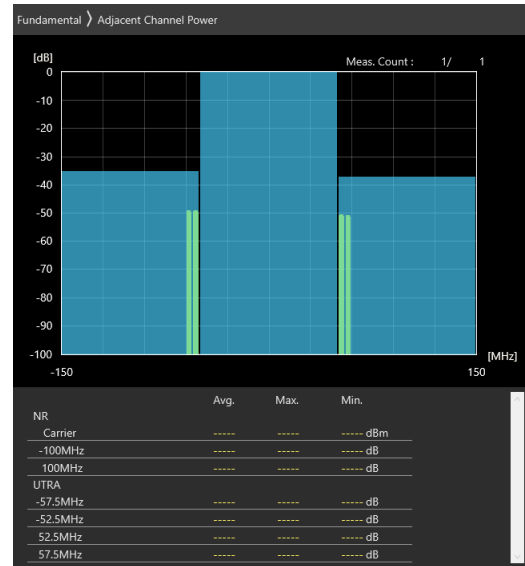 Fundamental 〉 Adjacent Channel Power
[dB]
Meas. Count : 1/ 1
0
-10
-20
-30
-40
-50
-60
-70
-80
-90
-100
[MHz]
-150 150
Avg. Max. Min.
NR
Carrier ----- ----- ----- dBm
-100MHz ----- ----- ----- dB
100MHz ----- ----- ----- dB
UTRA
-57.5MHz ----- ----- ----- dB
-52.5MHz ----- ----- ----- dB
52.5MHz ----- ----- ----- dB
57.5MHz ----- ----- ----- dB